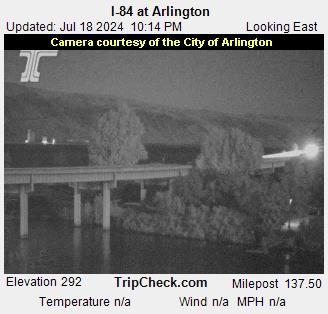 I-84 at Arlington
Updated: Jul 18 2024 10:14 PM Looking East
Camera courtesy of the City of Arlington
Elevation 292 TripCheck.com Milepost 137.50
Temperature n/a Wind n/a MPH n/a